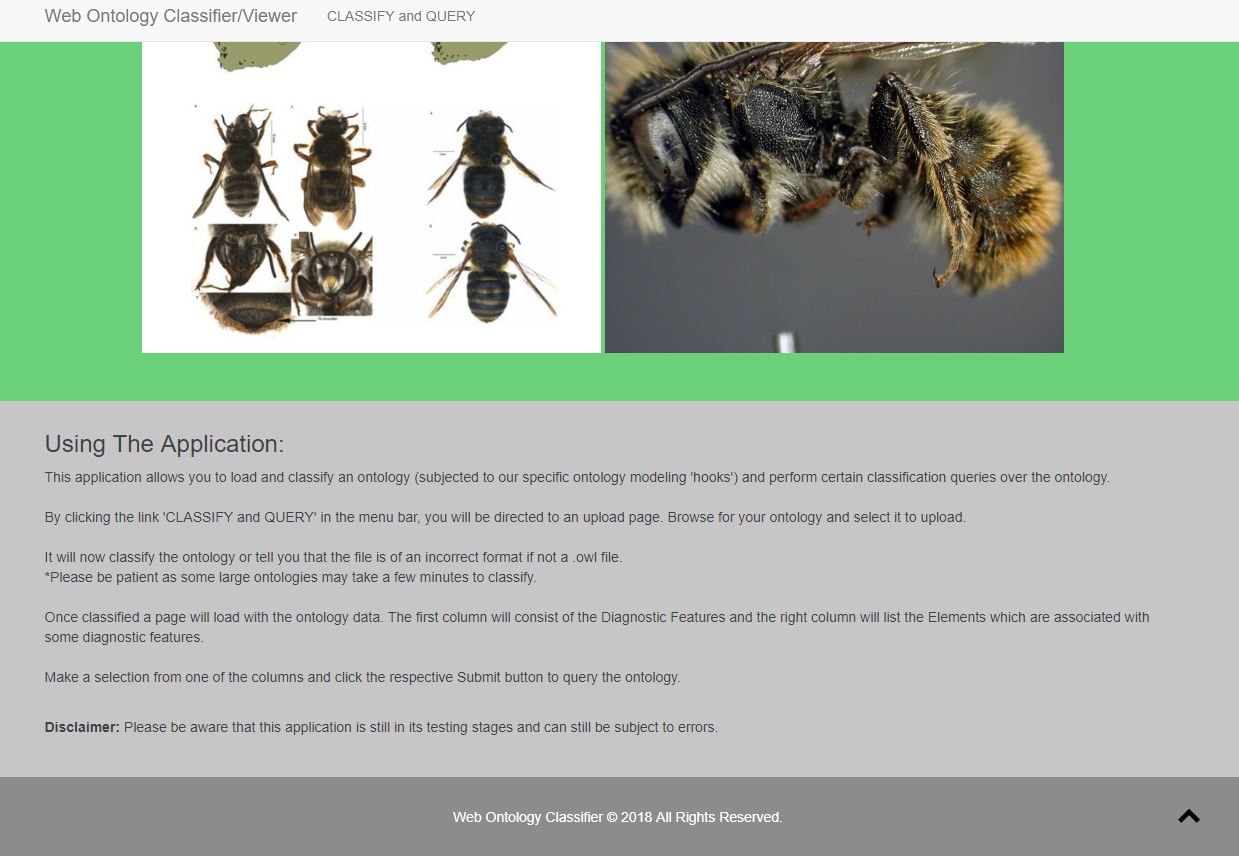 Web Ontology Classifier/Viewer CLASSIFY and QUERY
Using The Application:
This application allows you to load and classify an ontology (subjected to our specific ontology modeling 'hooks') and perform certain classification queries over the ontology.
By clicking the link 'CLASSIFY and QUERY' in the menu bar, you will be directed to an upload page. Browse for your ontology and select it to upload.
It will now classify the ontology or tell you that the file is of an incorrect format if not a .owl file.
*Please be patient as some large ontologies may take a few minutes to classify.
Once classified a page will load with the ontology data. The first column will consist of the Diagnostic Features and the right column will list the Elements which are associated with
some diagnostic features.
Make a selection from one of the columns and click the respective Submit button to query the ontology.
Disclaimer: Please be aware that this application is still in its testing stages and can still be subject to errors.
Web Ontology Classifier © 2018 All Rights Reserved.